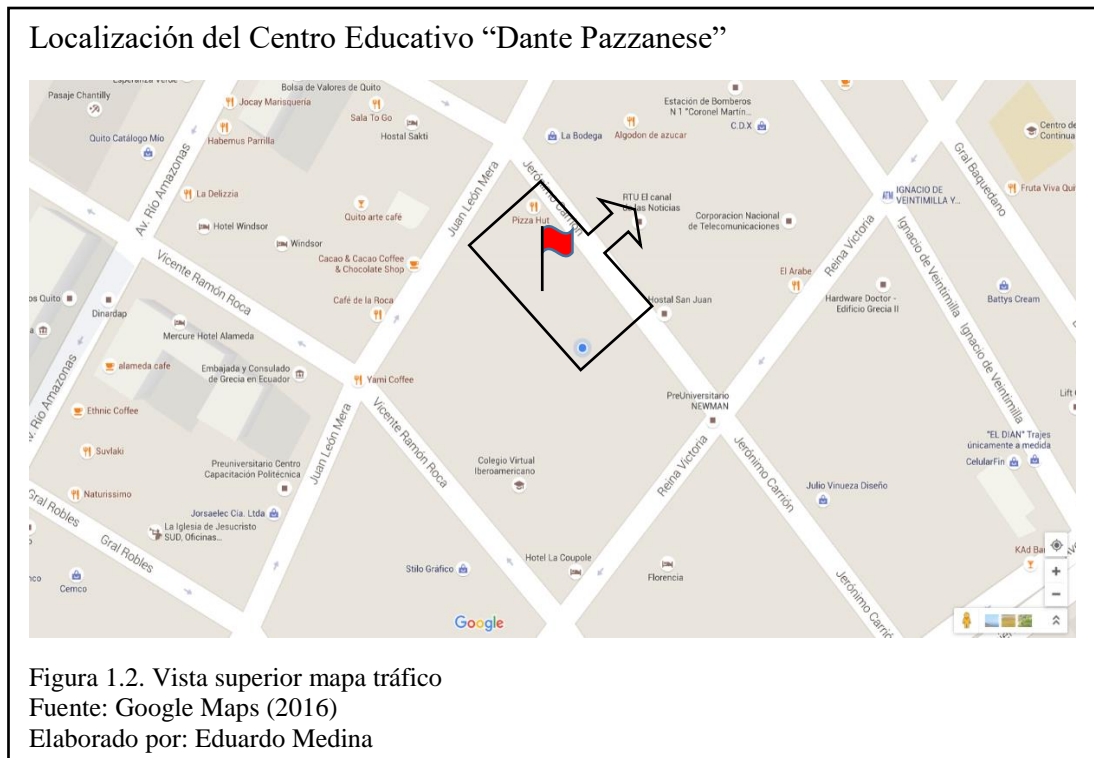 Localización del Centro Educativo “Dante Pazzanese”
Pasaje Chantilly
Bolsa de Valores de Quito
Jocay Marisqueria
Sala To Go
Hostal Sakti
Estación de Bomberos
N 1 "Coronel Martín...
C.D.X
Quito Catálogo Mío
Habemus Parrilla
La Bodega
Algodon de azucar
Centro de
Continua
Av. Río Amazonas
La Delizzia
Juan León Mera
Jerónimo Carrión
Gral Baquedano
Hotel Windsor
Quito arte café
Pizza Hut
RTU El canal
de las Noticias
ATM
IGNACIO DE
VEINTIMILLA Y...
Fruta Viva Qui
Windsor
Corporacion Nacional
de Telecomunicaciones
Reina Victoria
Ignacio de Veintimilla
Cacao & Cacao Coffee
& Chocolate Shop
Vicente Ramón Roca
El Arabe
os Quito
Dinardap
Café de la Roca
Hostal San Juan
Hardware Doctor -
Edificio Grecia II
Battys Cream
Mercure Hotel Alameda
Río Amazonas
alameda cafe
Embajada y Consulado
de Grecia en Ecuador
Yami Coffee
Ignacio de Veintimilla
Ethnic Coffee
PreUniversitario
NEWMAN
Lift
Suvlaki
Juan León Mera
Vicente Ramón Roca
Reina Victoria
Jerónimo Carrión
"EL DIAN" Trajes
únicamente a medida
CelularFin
Preuniversitario Centro
Capacitación Politécnica
Colegio Virtual
Iberoamericano
Naturissimo
Julio Vinueza Diseño
Gral Robles
Jorsaelec Cia. Ltda
La Iglesia de Jesucristo
SUD, Oficinas...
Gral Robles
Cemco
Stilo Gráfico
Hotel La Coupole
Florencia
Jerónimo Carrión
KAd Ba
Google
Figura 1.2. Vista superior mapa tráfico
Fuente: Google Maps (2016)
Elaborado por: Eduardo Medina